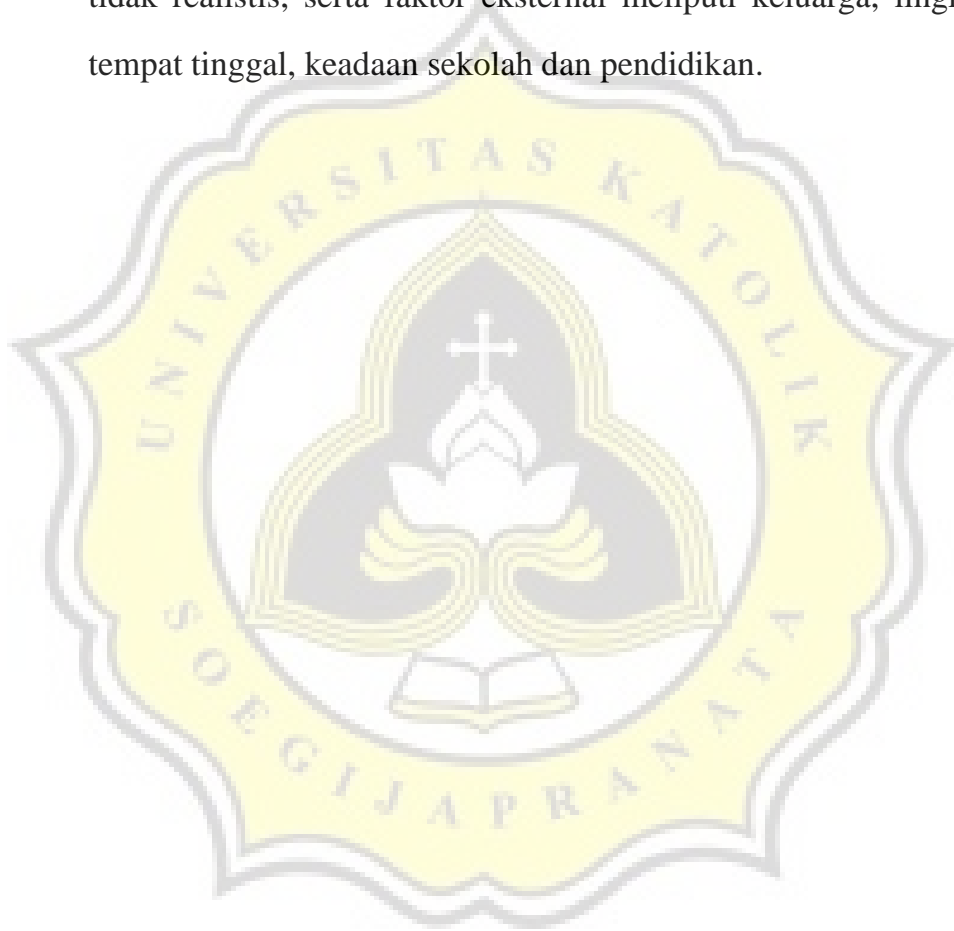 tidak realistis, serta faktor eksternal meliputi keluarga,
tempat tinggal, keadaan sekolah dan pendidikan.
UNIVERSITAS KATOLIK
SOEGIJAPRANATA